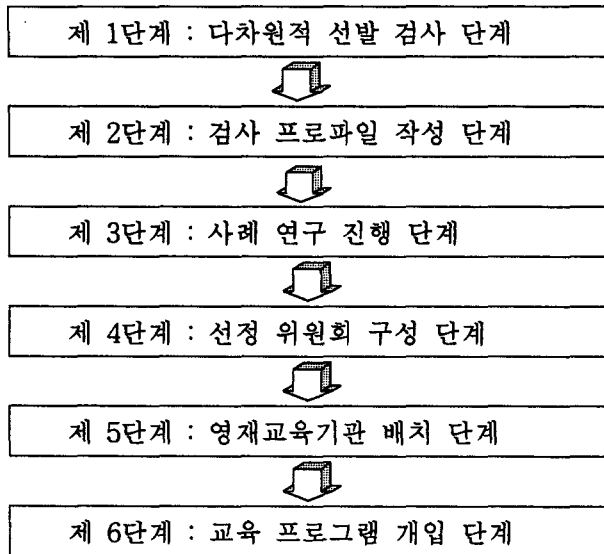 제 1단계 : 다차원적 선발 검사 단계
제 2단계 : 검사 프로파일 작성 단계
제 3단계 : 사례 연구 진행 단계
제 4단계 : 선정 위원회 구성 단계
제 5단계 : 영재교육기관 배치 단계
제 6단계 : 교육 프로그램 개입 단계